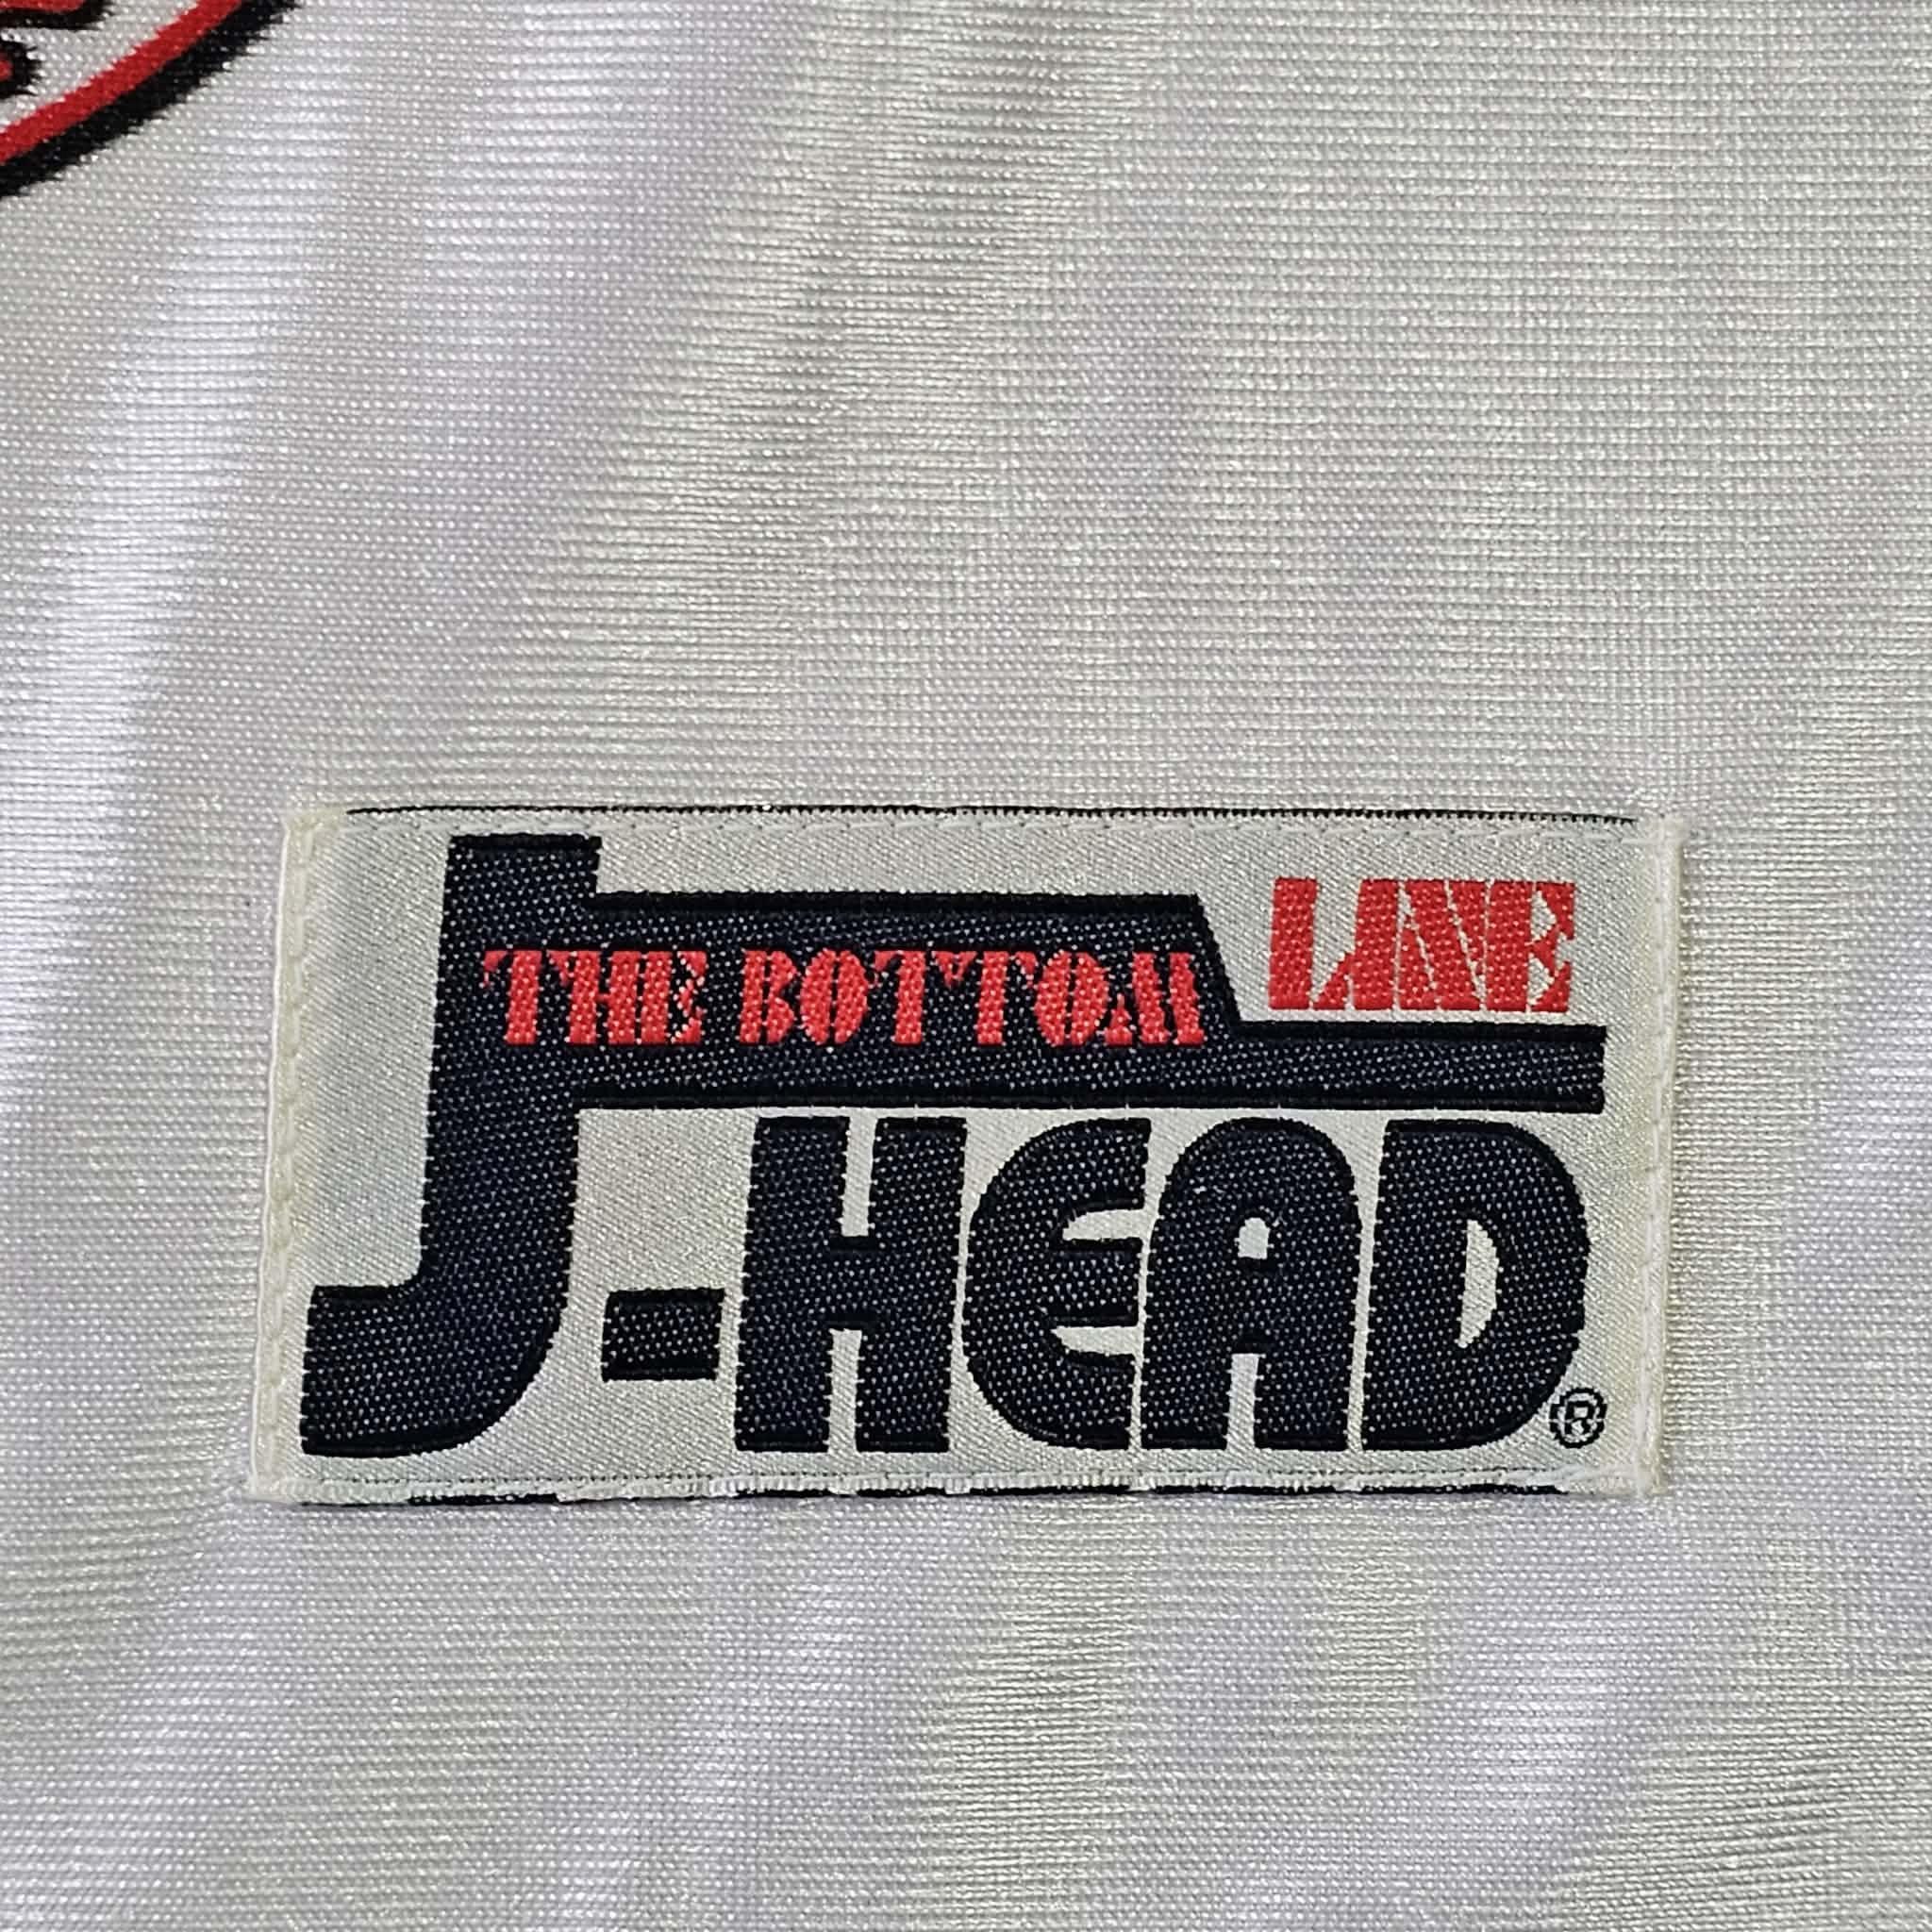 THE BOTTOM LINE
J-HEAD®